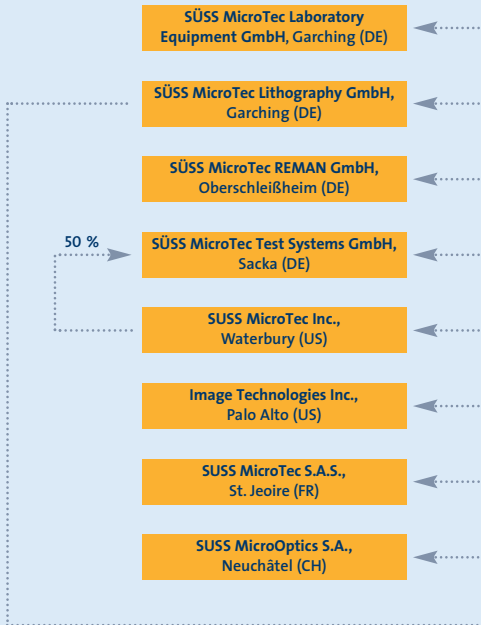 SÜSS MicroTec Laboratory
Equipment GmbH, Garching (DE)
SÜSS MicroTec Lithography GmbH,
Garching (DE)
SÜSS MicroTec REMAN GmbH,
Oberschleißheim (DE)
50 %
SÜSS MicroTec Test Systems GmbH,
Sacka (DE)
SUSS MicroTec Inc.,
Waterbury (US)
Image Technologies Inc.,
Palo Alto (US)
SUSS MicroTec S.A.S.,
St. Jeoire (FR)
SUSS MicroOptics S.A.,
Neuchâtel (CH)